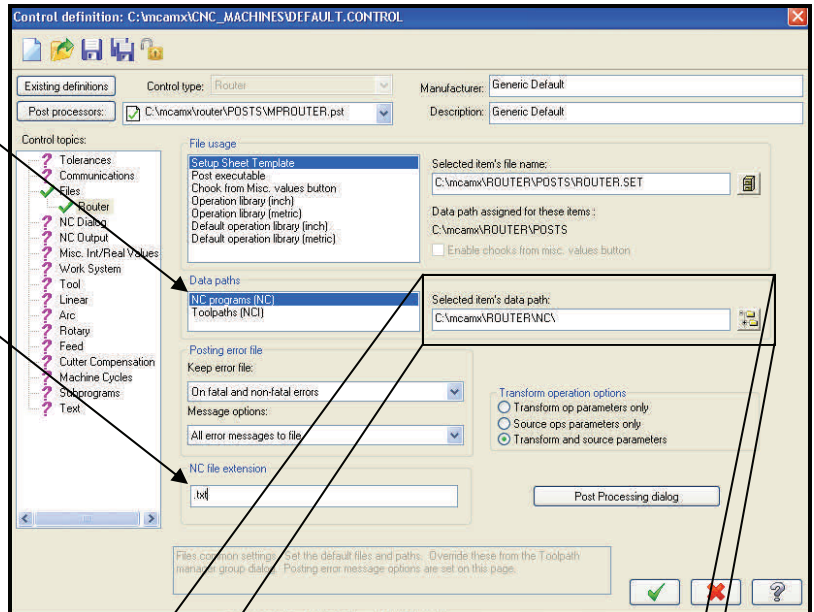 Control definition: C:\mcamx\CNC_MACHINES\DEFAULT.CONTROL
Existing definitions
Control type:
Router
Manufacturer:
Generic Default
Post processors:
C:\mcamx\router\POSTS\MPROUTER.pst
Description:
Generic Default
Control topics:
Tolerances
Communications
Files
Router
NC Dialog
NC Output
Misc. Int/Real Values
Work System
Tool
Linear
Arc
Rotary
Feed
Cutter Compensation
Machine Cycles
Subprograms
Text
File usage
Setup Sheet Template
Post executable
Chook from Misc. values button
Operation library (inch)
Operation library (metric)
Default operation library (inch)
Default operation library (metric)
Selected item's file name:
C:\mcamx\ROUTER\POSTS\ROUTER.SET
Data path assigned for these items :
C:\mcamx\ROUTER\POSTS
Enable chooks from misc. values button
Data paths
NC programs (NC)
Toolpaths (NCI)
Selected item's data path:
C:\mcamx\ROUTER\NC\
Posting error file
Keep error file:
On fatal and non-fatal errors
Message options:
All error messages to file
Transform operation options
Transform op parameters only
Source ops parameters only
Transform and source parameters
NC file extension
.txt
Post Processing dialog
Files common settings. Set the default files and paths. Override these from the Toolpath
manager group dialog. Posting error message options are set on this page.